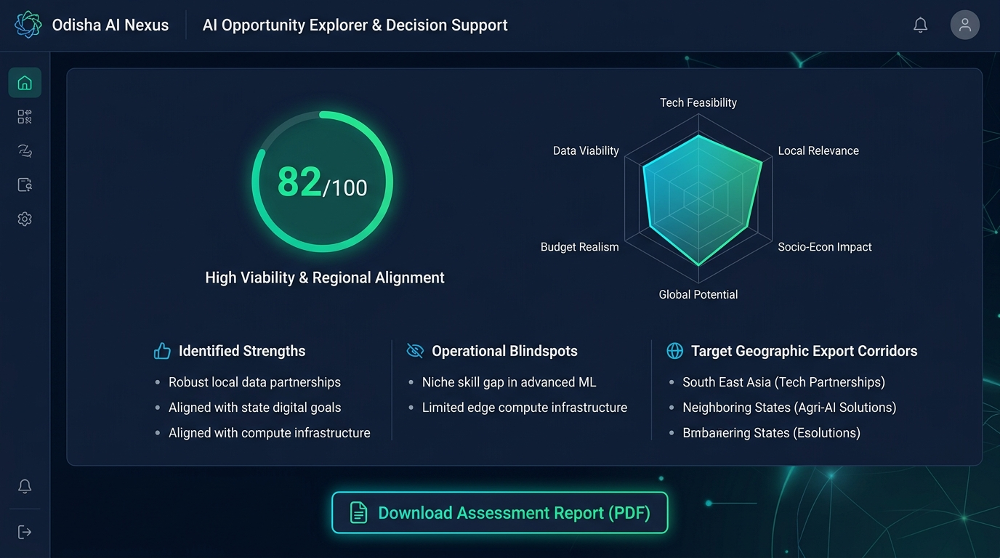 Odisha AI Nexus
AI Opportunity Explorer & Decision Support
82/100
High Viability & Regional Alignment
Tech Feasibility
Data Viability
Local Relevance
Budget Realism
Socio-Econ Impact
Global Potential
Identified Strengths
Robust local data partnerships
Aligned with state digital goals
Aligned with compute infrastructure
Operational Blindspots
Niche skill gap in advanced ML
Limited edge compute infrastructure
Target Geographic Export Corridors
South East Asia (Tech Partnerships)
Neighboring States (Agri-AI Solutions)
States (Esolutions)
Download Assessment Report (PDF)